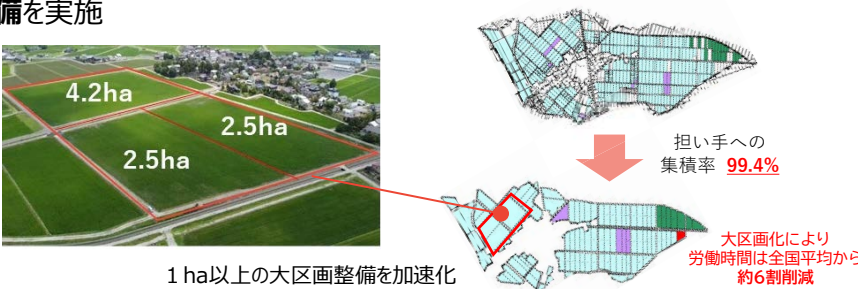 備を実施
4.2ha
2.5ha
2.5ha
担い手への
集積率 99.4%
1ha以上の大区画整備を加速化
大区画化により
労働時間は全国平均から
約6割削減